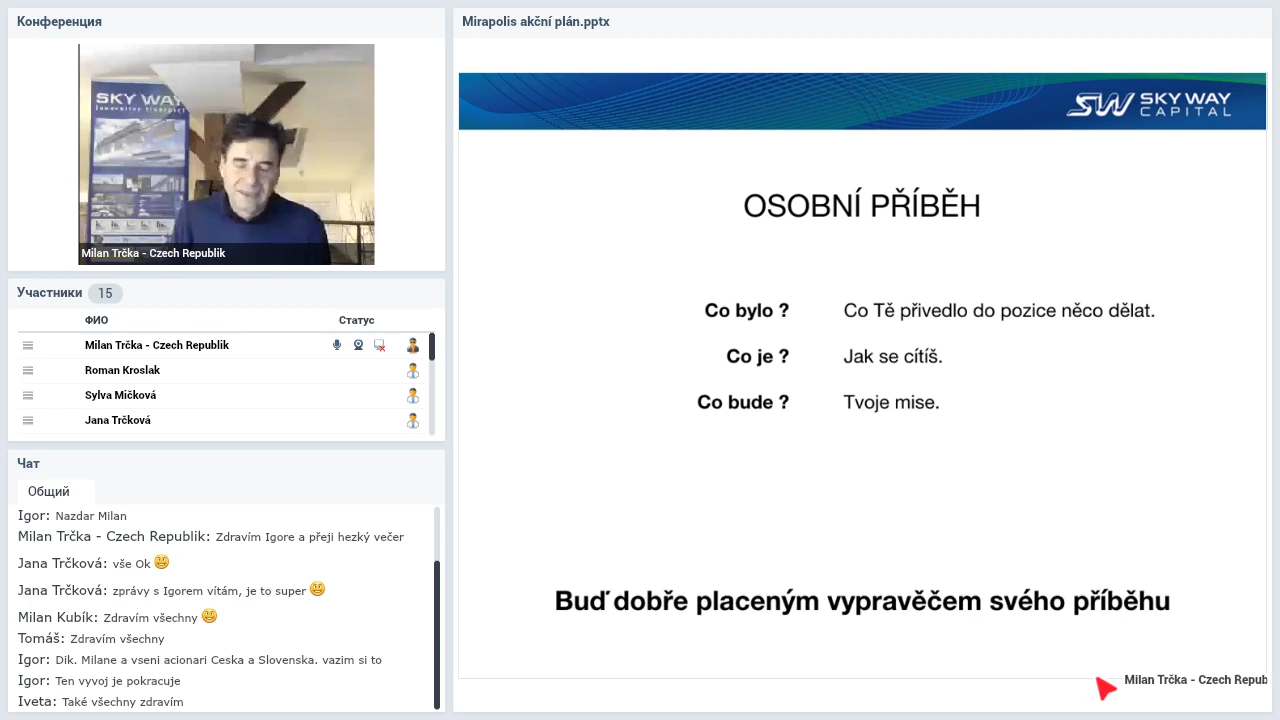 Конференция
SKY WAY
Milan Trčka - Czech Republik
Участники 15
ФИО Статус
Milan Trčka - Czech Republik
Roman Kroslak
Sylva Mičková
Jana Trčková
Чат
Общий
Igor: Nazdar Milan
Milan Trčka - Czech Republik: Zdravím Igore a přeji hezký večer
Jana Trčková: vše Ok
Jana Trčková: zprávy s Igorem vítám, je to super
Milan Kubík: Zdravím všechny
Tomáš: Zdravím všechny
Igor: Dik. Milane a vseni acionari Ceska a Slovenska. vazim si to
Igor: Ten vyvoj je pokracuje
Iveta: Také všechny zdravím
Mirapolis akční plán.pptx
SW SKY WAY
CAPITAL
OSOBNÍ PŘÍBĚH
Co bylo ? Co Tě přivedlo do pozice něco dělat.
Co je ? Jak se cítíš.
Co bude ? Tvoje mise.
Buď dobře placeným vypravěčem svého příběhu
Milan Trčka - Czech Repub